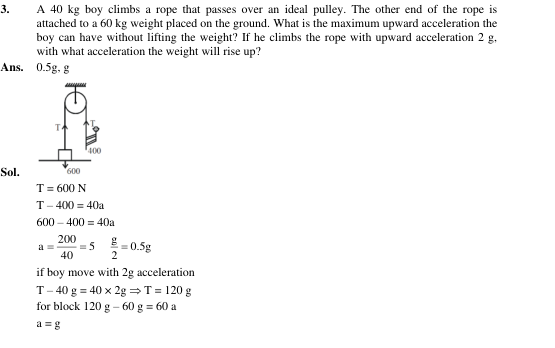 3. A 40 kg boy climbs a rope that passes over an ideal pulley. The other end of the rope is
attached to a 60 kg weight placed on the ground. What is the maximum upward acceleration the
boy can have without lifting the weight? If he climbs the rope with upward acceleration 2 g,
with what acceleration the weight will rise up?
Ans. 0.5g, g
T T
400
600
Sol.
T = 600 N
T – 400 = 40a
600 – 400 = 40a
a = 200/40 = 5 g/2 = 0.5g
if boy move with 2g acceleration
T – 40 g = 40 × 2g ⇒ T = 120 g
for block 120 g – 60 g = 60 a
a = g